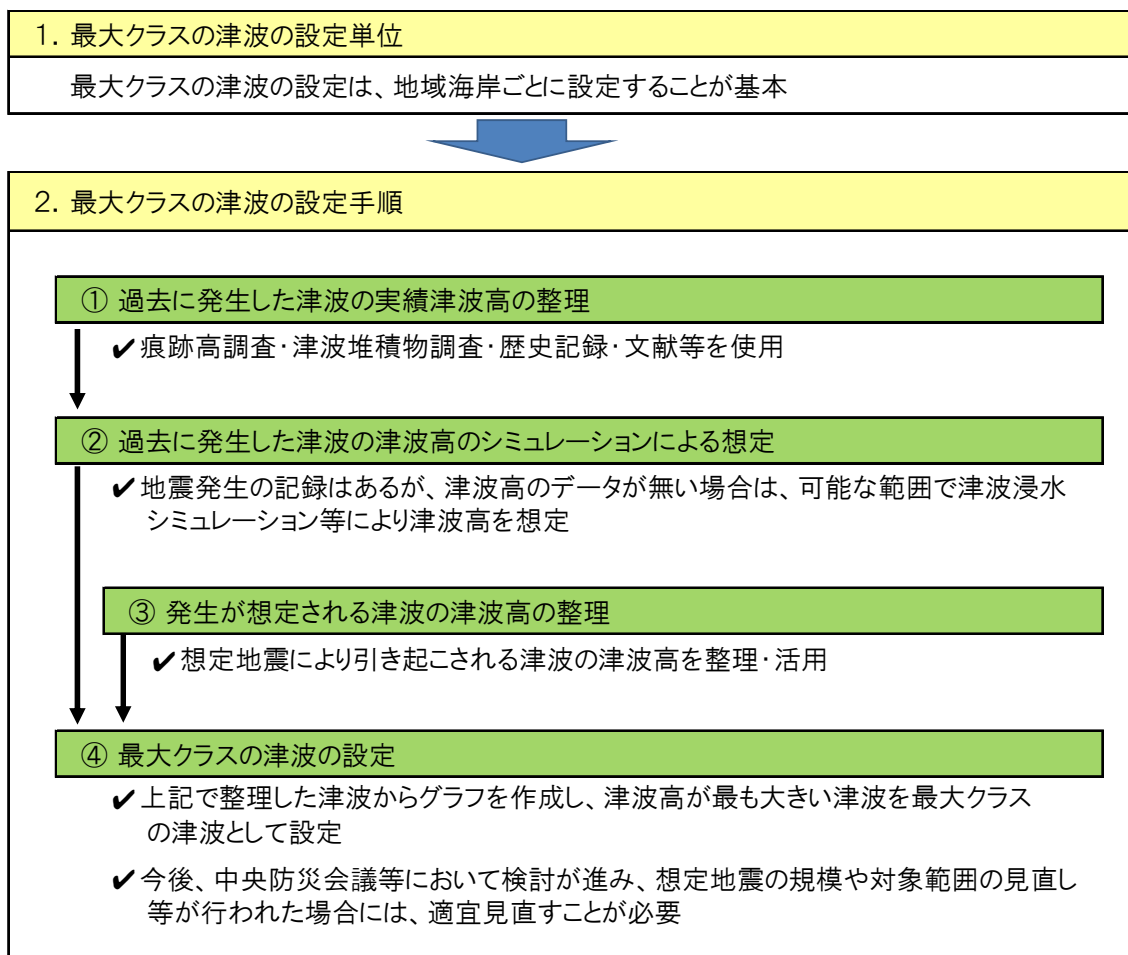 1. 最大クラスの津波の設定単位
最大クラスの津波の設定は、地域海岸ごとに設定することが基本
2. 最大クラスの津波の設定手順
① 過去に発生した津波の実績津波高の整理
✔痕跡高調査・津波堆積物調査・歴史記録・文献等を使用
② 過去に発生した津波の津波高のシミュレーションによる想定
✔地震発生の記録はあるが、津波高のデータが無い場合は、可能な範囲で津波浸水
シミュレーション等により津波高を想定
③ 発生が想定される津波の津波高の整理
✔想定地震により引き起こされる津波の津波高を整理・活用
④ 最大クラスの津波の設定
✔上記で整理した津波からグラフを作成し、津波高が最も大きい津波を最大クラス
の津波として設定
✔今後、中央防災会議等において検討が進み、想定地震の規模や対象範囲の見直し
等が行われた場合には、適宜見直すことが必要